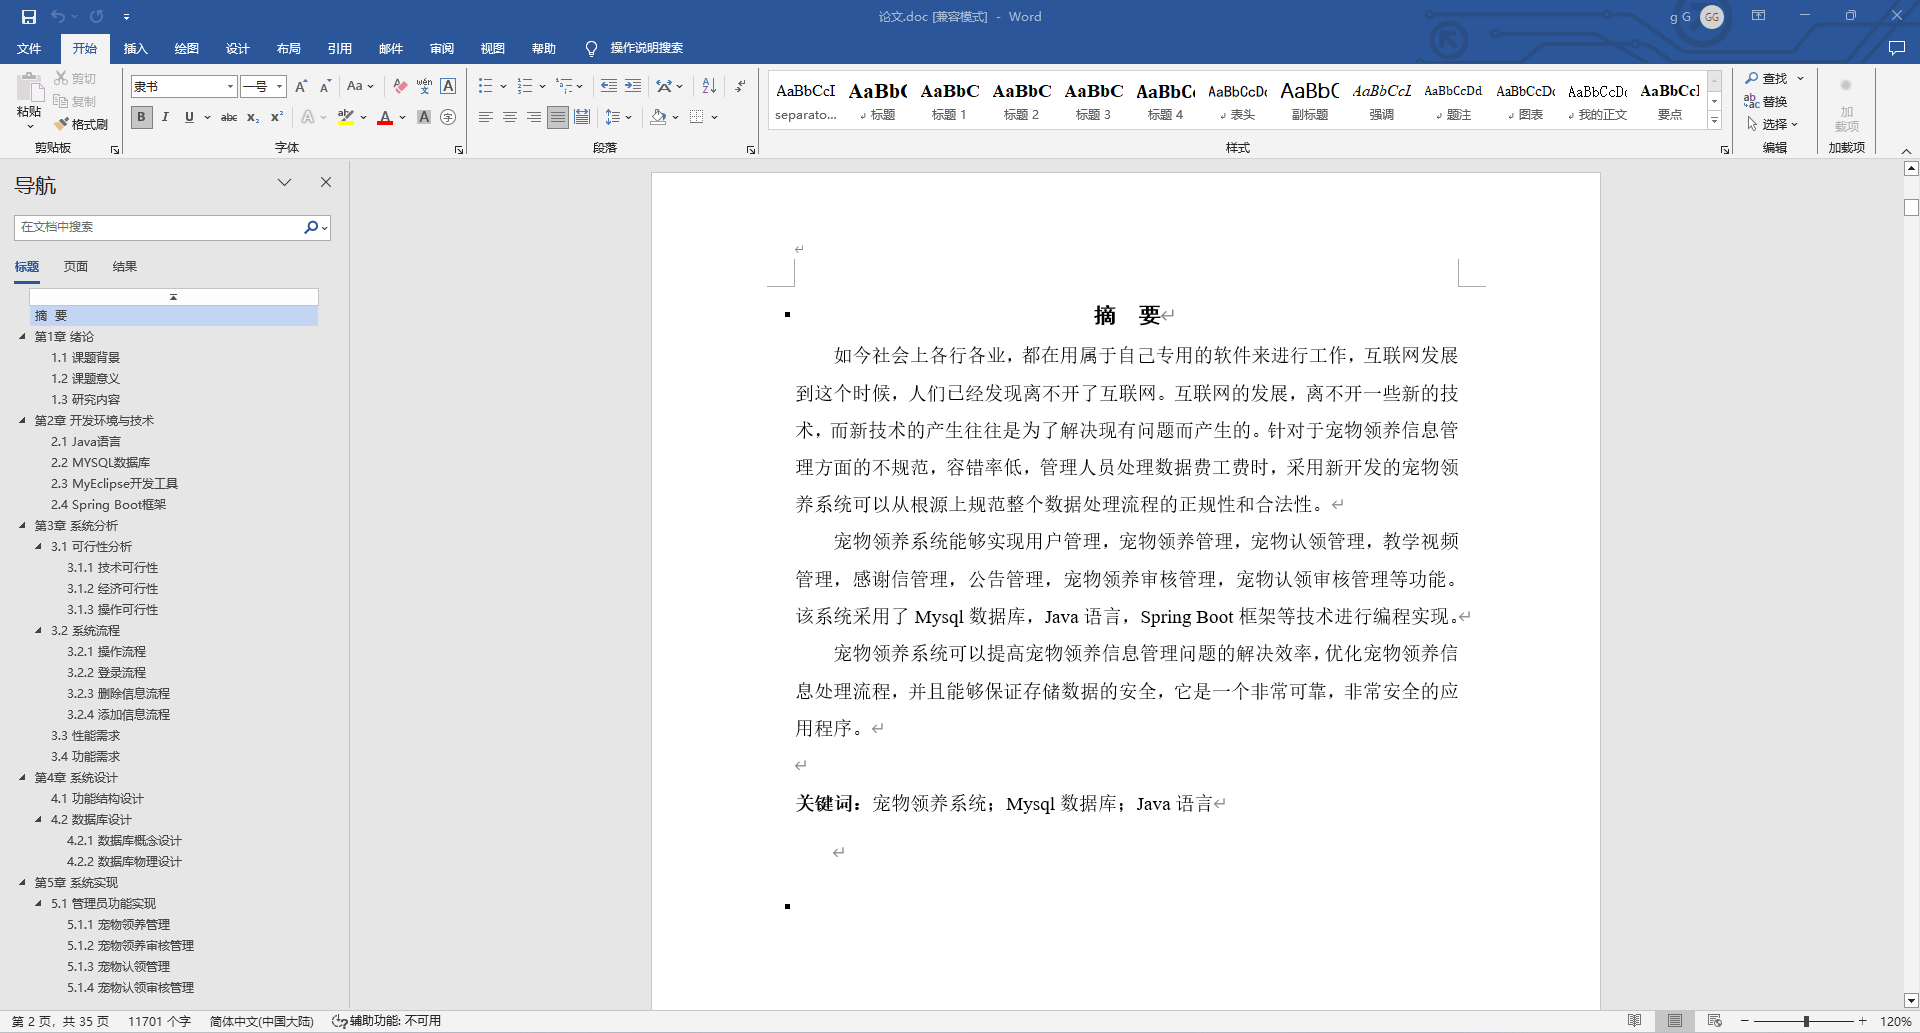 论文.doc [兼容模式] - Word
g G GG
文件 开始 插入 绘图 设计 布局 引用 邮件 审阅 视图 帮助 操作说明搜索
粘贴 剪切 复制 格式刷 剪贴板
隶书 一号 字体
段落
AaBbCcI separato...
AaBb( 标题
AaBbC 标题 1
AaBbC 标题 2
AaBbC 标题 3
AaBbC 标题 4
AaBbCcDc 表头
AaBbC 副标题
AaBbCcL 强调
AaBbCcDd 题注
AaBbCcDc 图表
AaBbCcDc 我的正文
AaBbCcI 要点
样式
查找 替换 选择 编辑
加载项 加载项
导航
在文档中搜索
标题 页面 结果
摘 要
第1章 绪论
1.1 课题背景
1.2 课题意义
1.3 研究内容
第2章 开发环境与技术
2.1 Java语言
2.2 MYSQL数据库
2.3 MyEclipse开发工具
2.4 Spring Boot框架
第3章 系统分析
3.1 可行性分析
3.1.1 技术可行性
3.1.2 经济可行性
3.1.3 操作可行性
3.2 系统流程
3.2.1 操作流程
3.2.2 登录流程
3.2.3 删除信息流程
3.2.4 添加信息流程
3.3 性能需求
3.4 功能需求
第4章 系统设计
4.1 功能结构设计
4.2 数据库设计
4.2.1 数据库概念设计
4.2.2 数据库物理设计
第5章 系统实现
5.1 管理员功能实现
5.1.1 宠物领养管理
5.1.2 宠物领养审核管理
5.1.3 宠物认领管理
5.1.4 宠物认领审核管理
摘 要
如今社会上各行各业，都在用属于自己专用的软件来进行工作，互联网发展
到这个时候，人们已经发现离不开了互联网。互联网的发展，离不开一些新的技
术，而新技术的产生往往是为了解决现有问题而产生的。针对于宠物领养信息管
理方面的不规范，容错率低，管理人员处理数据费工费时，采用新开发的宠物领
养系统可以从根源上规范整个数据处理流程的正规性和合法性。
宠物领养系统能够实现用户管理，宠物领养管理，宠物认领管理，教学视频
管理，感谢信管理，公告管理，宠物领养审核管理，宠物认领审核管理等功能。
该系统采用了 Mysql 数据库，Java 语言，Spring Boot 框架等技术进行编程实现。
宠物领养系统可以提高宠物领养信息管理问题的解决效率，优化宠物领养信
息处理流程，并且能够保证存储数据的安全，它是一个非常可靠，非常安全的应
用程序。
关键词：宠物领养系统；Mysql 数据库；Java 语言
第 2 页，共 35 页 11701 个字 简体中文(中国大陆) 辅助功能: 不可用 120%